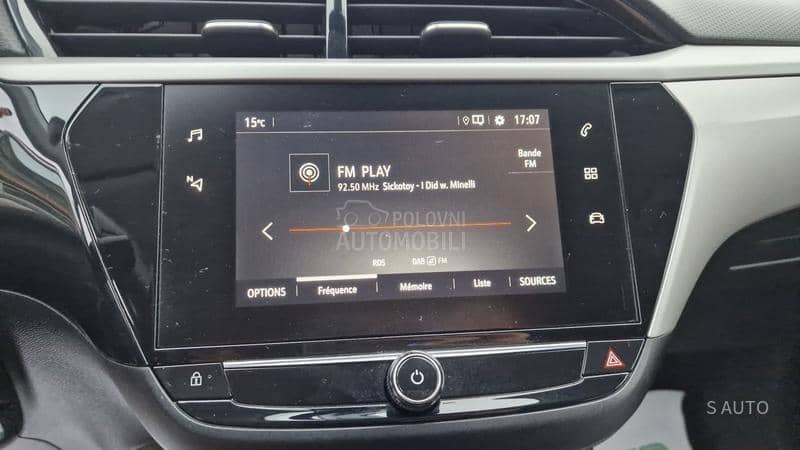 15°C
17:07
N
FM PLAY
92.50 MHz Sickotoy - I Did w. Minelli
Bande
FM
POLOVNI
AUTOMOBILI
RDS DAB FM
OPTIONS Fréquence Mémoire Liste SOURCES
S AUTO